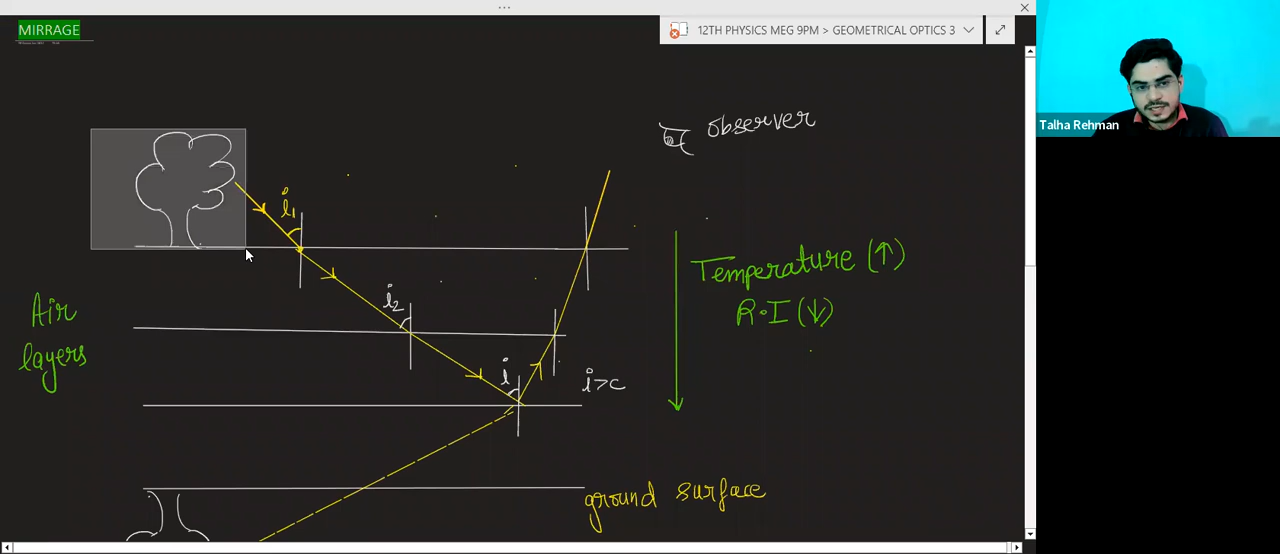 MIRRAGE
12TH PHYSICS MEG 9PM > GEOMETRICAL OPTICS 3
Talha Rehman
observer
i1
Temperature (↑)
R.I (↓)
i2
Air
layers
i
i>c
ground surface